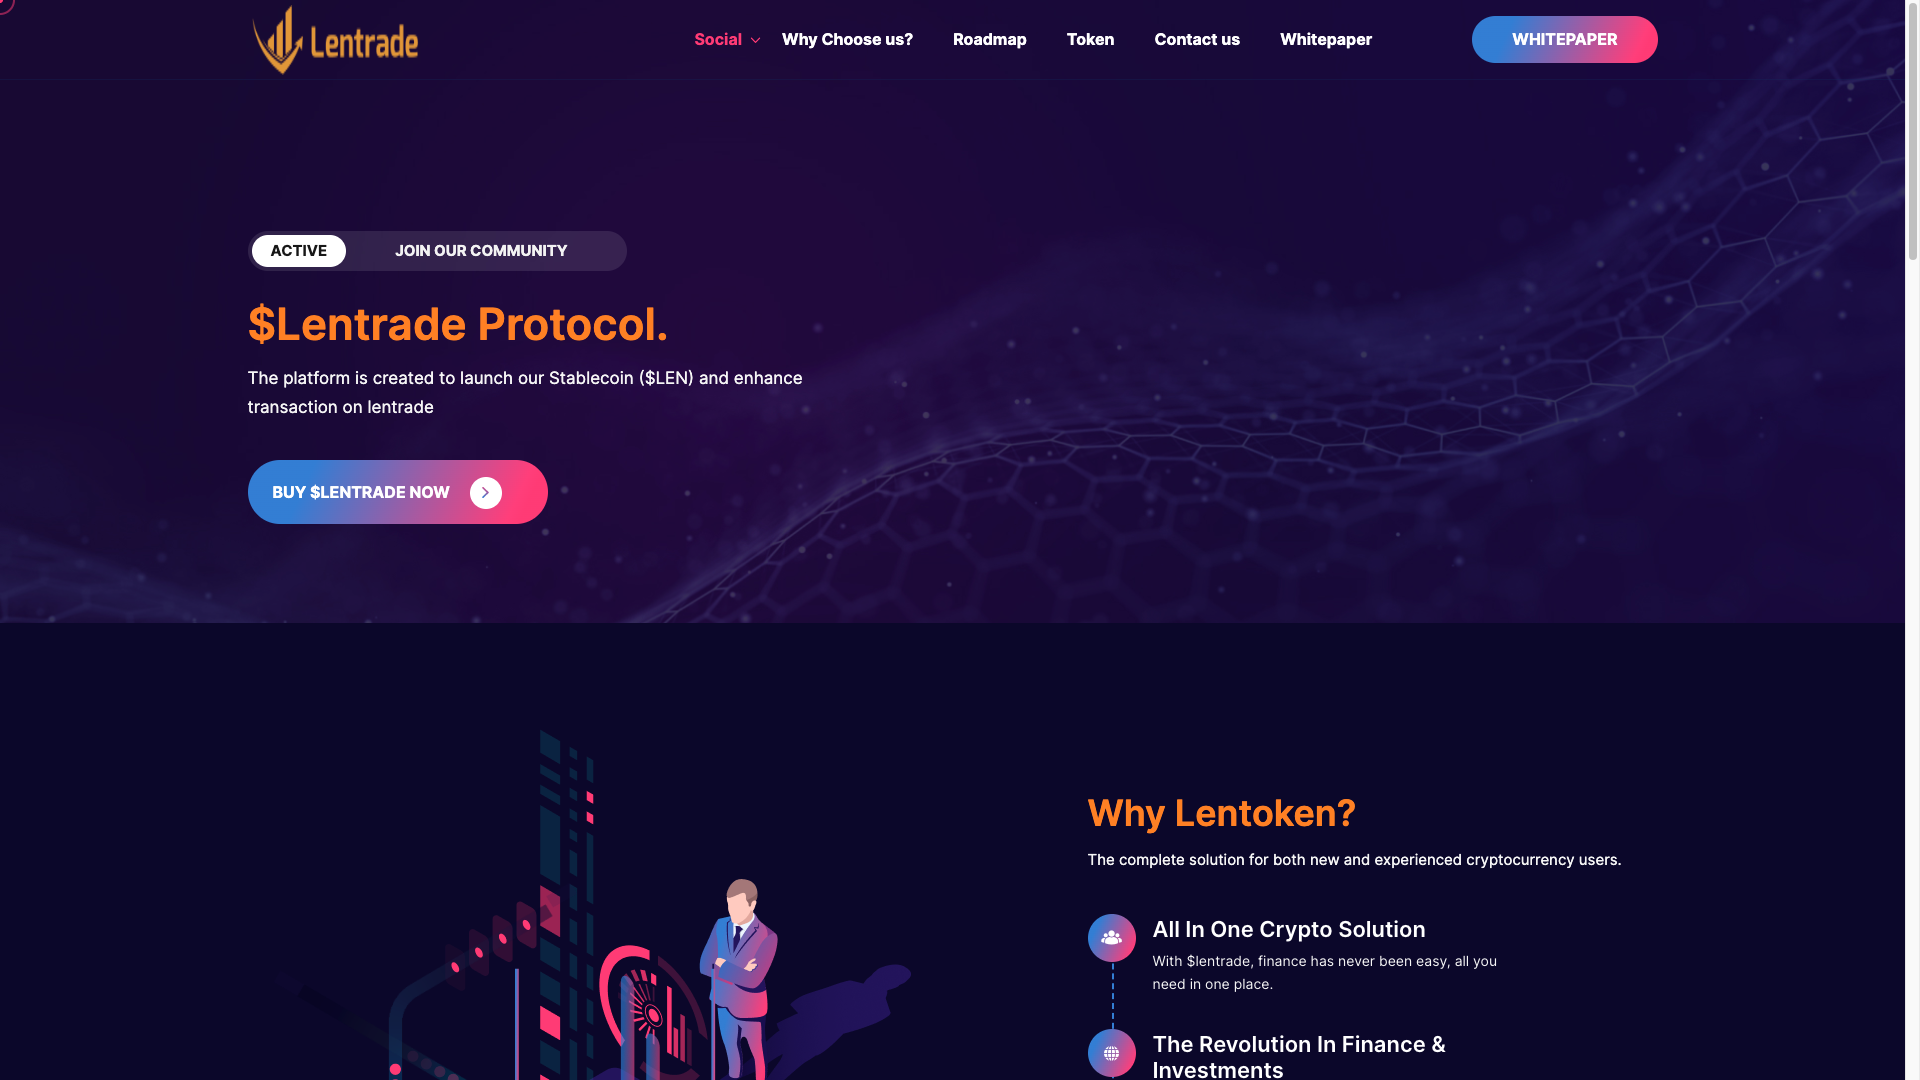 Lentrade
Social
Why Choose us?
Roadmap
Token
Contact us
Whitepaper
WHITEPAPER
ACTIVE
JOIN OUR COMMUNITY
$Lentrade Protocol.
The platform is created to launch our Stablecoin ($LEN) and enhance
transaction on lentrade
BUY $LENTRADE NOW
Why Lentoken?
The complete solution for both new and experienced cryptocurrency users.
All In One Crypto Solution
With $lentrade, finance has never been easy, all you
need in one place.
The Revolution In Finance &
Investments